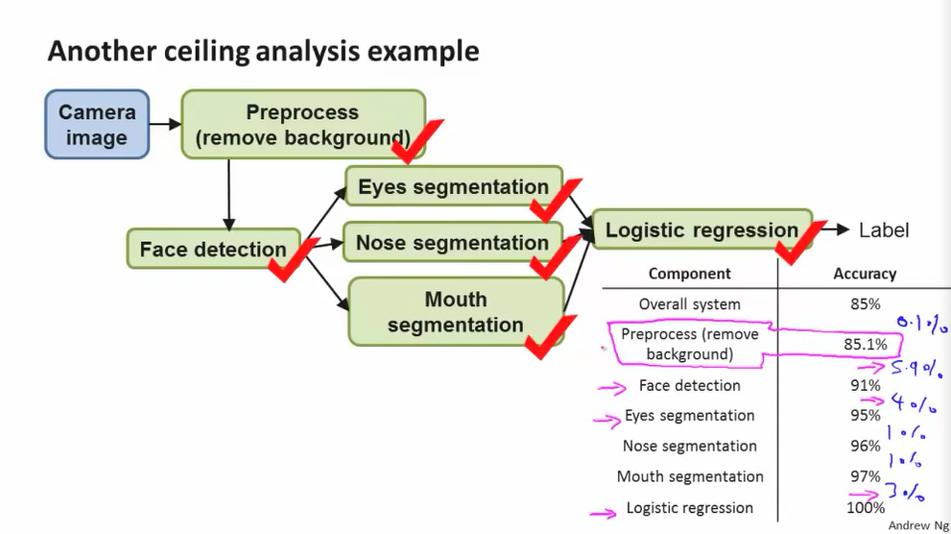 Another ceiling analysis example
Camera
image
Preprocess
(remove background)
Eyes segmentation
Face detection
Nose segmentation
Mouth
segmentation
Logistic regression
Label
Component Accuracy
Overall system 85%
0.1%
Preprocess (remove
background) 85.1%
5.9%
Face detection 91%
4%
Eyes segmentation 95%
1%
Nose segmentation 96%
1%
Mouth segmentation 97%
3%
Logistic regression 100%
Andrew Ng